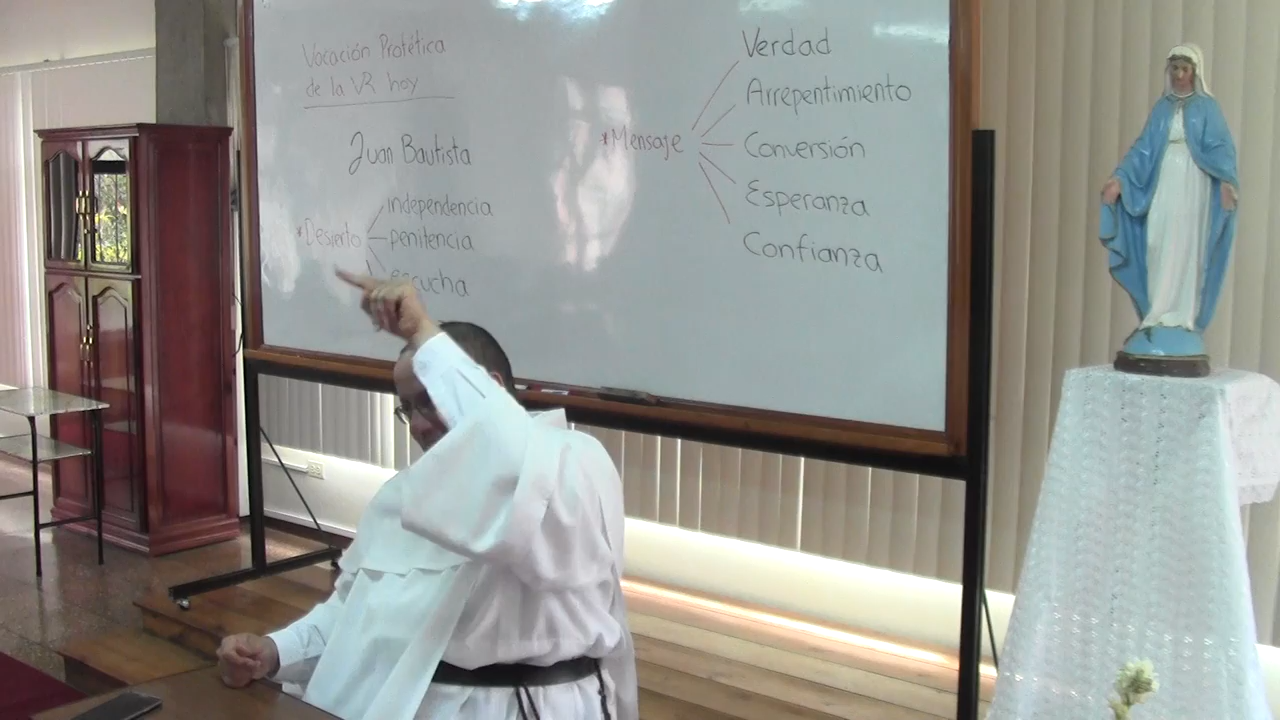 Vocación Profética
de la VR hoy
Juan Bautista
*Desierto
independencia
penitencia
escucha
*Mensaje
Verdad
Arrepentimiento
Conversión
Esperanza
Confianza